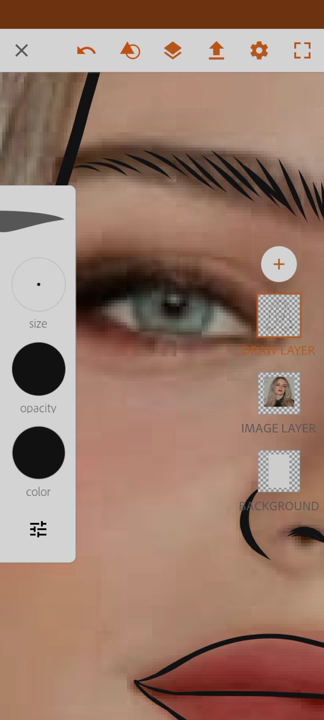 size
opacity
color
DRAW LAYER
IMAGE LAYER
BACKGROUND